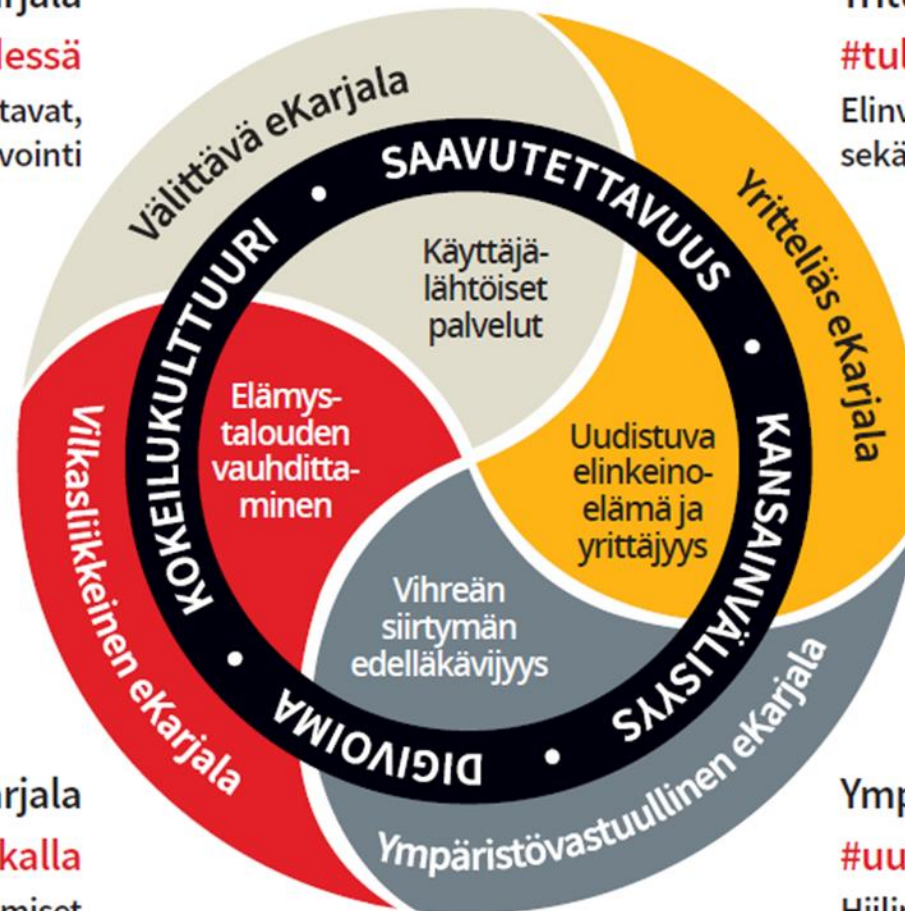 #tul
tavat,
vointi
Elinv
sekä
Välittävä eKarjala
SAAVUTETTAVUUS • KANSAINVÄLISYYS • DIGIVOIMA • KOKEILUKULTTUURI •
Yritteliäs eKarjala
Käyttäjä-
lähtöiset
palvelut
Elämys-
talouden
vauhditta-
minen
Uudistuva
elinkeino-
elämä ja
yrittäjyys
Vihreän
siirtymän
edelläkävijyys
Vilkasliikkeinen eKarjala
Ympäristövastuullinen eKarjala
rjala
kalla
Ymp
#uu